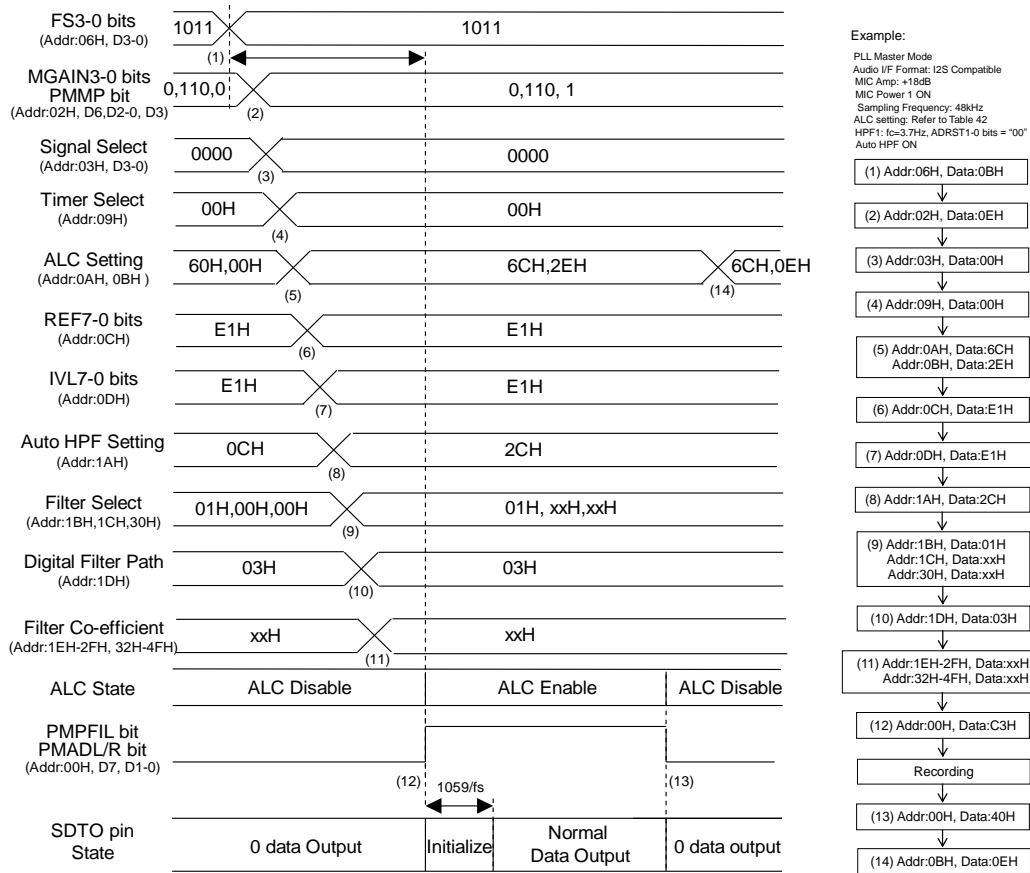 FS3-0 bits
(Addr:06H, D3-0)
1011
1011
(1)
MGAIN3-0 bits
PMMP bit
(Addr:02H, D6,D2-0, D3)
0,110,0
0,110, 1
(2)
Signal Select
(Addr:03H, D3-0)
0000
0000
(3)
Timer Select
(Addr:09H)
00H
00H
(4)
ALC Setting
(Addr:0AH, 0BH )
60H,00H
6CH,2EH
6CH,0EH
(5)
(14)
REF7-0 bits
(Addr:0CH)
E1H
E1H
(6)
IVL7-0 bits
(Addr:0DH)
E1H
E1H
(7)
Auto HPF Setting
(Addr:1AH)
0CH
2CH
(8)
Filter Select
(Addr:1BH,1CH,30H)
01H,00H,00H
01H, xxH,xxH
(9)
Digital Filter Path
(Addr:1DH)
03H
03H
(10)
Filter Co-efficient
(Addr:1EH-2FH, 32H-4FH)
xxH
xxH
(11)
ALC State
ALC Disable
ALC Enable
ALC Disable
PMPFIL bit
PMADL/R bit
(Addr:00H, D7, D1-0)
(12)
1059/fs
(13)
SDTO pin
State
0 data Output
Initialize
Normal
Data Output
0 data output
Example:
PLL Master Mode
Audio I/F Format: I2S Compatible
MIC Amp: +18dB
MIC Power 1 ON
Sampling Frequency: 48kHz
ALC setting: Refer to Table 42
HPF1: fc=3.7Hz, ADRST1-0 bits = “00”
Auto HPF ON
(1) Addr:06H, Data:0BH
(2) Addr:02H, Data:0EH
(3) Addr:03H, Data:00H
(4) Addr:09H, Data:00H
(5) Addr:0AH, Data:6CH
Addr:0BH, Data:2EH
(6) Addr:0CH, Data:E1H
(7) Addr:0DH, Data:E1H
(8) Addr:1AH, Data:2CH
(9) Addr:1BH, Data:01H
Addr:1CH, Data:xxH
Addr:30H, Data:xxH
(10) Addr:1DH, Data:03H
(11) Addr:1EH-2FH, Data:xxH
Addr:32H-4FH, Data:xxH
(12) Addr:00H, Data:C3H
Recording
(13) Addr:00H, Data:40H
(14) Addr:0BH, Data:0EH